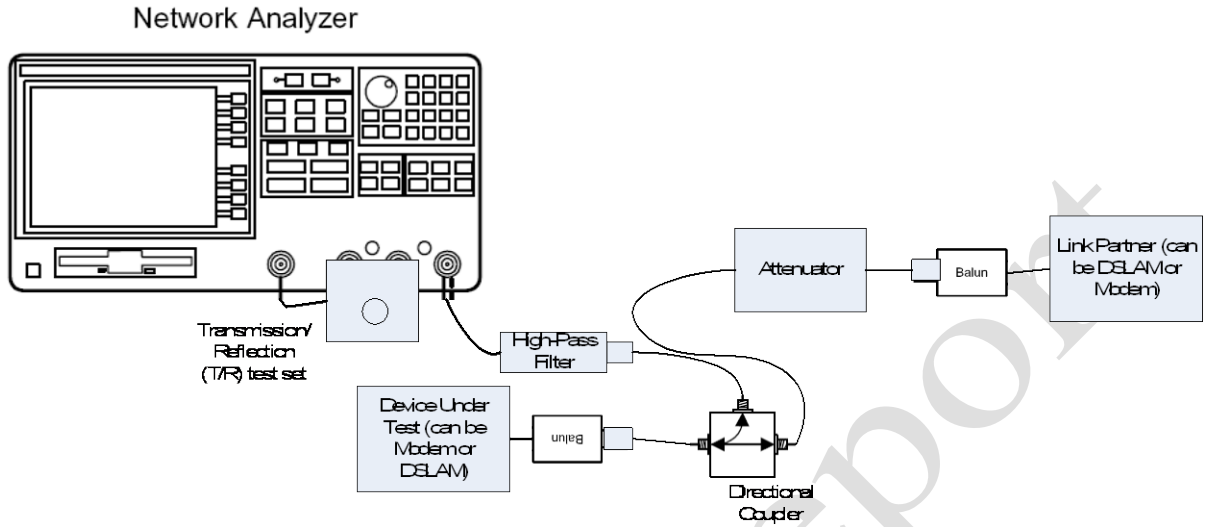 Network Analyzer
Transmission/
Reflection
(T/R) test set
High-Pass
Filter
Attenuator
Balun
Link Partner (can
be DSLAM or
Modem)
Device Under
Test (can be
Modem or
DSLAM)
Balun
Directional
Coupler